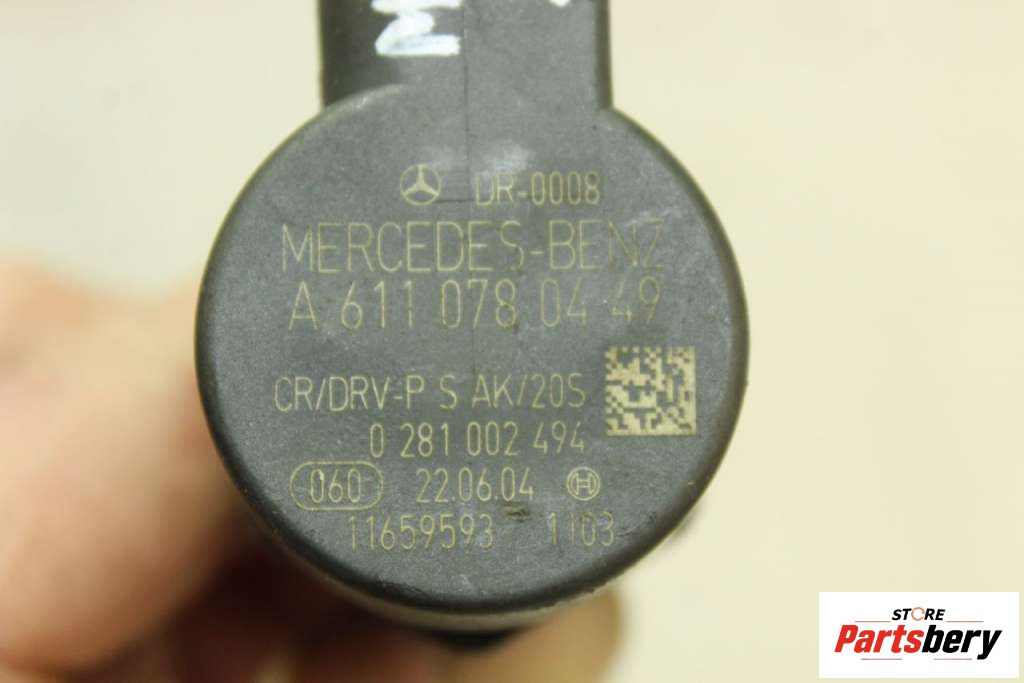 M
DR-0008
MERCEDES-BENZ
A 611 078 04 49
CR/DRV-P S AK/20S
0 281 002 494
060 22.06.04
11659593 1103
STORE
Partsbery